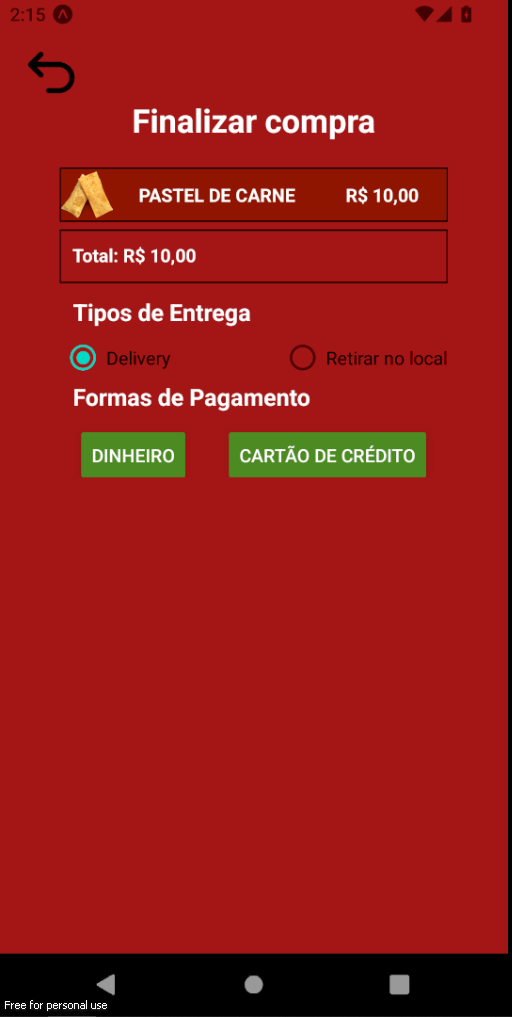 2:15
Finalizar compra
PASTEL DE CARNE R$ 10,00
Total: R$ 10,00
Tipos de Entrega
Delivery Retirar no local
Formas de Pagamento
DINHEIRO CARTÃO DE CRÉDITO
Free for personal use